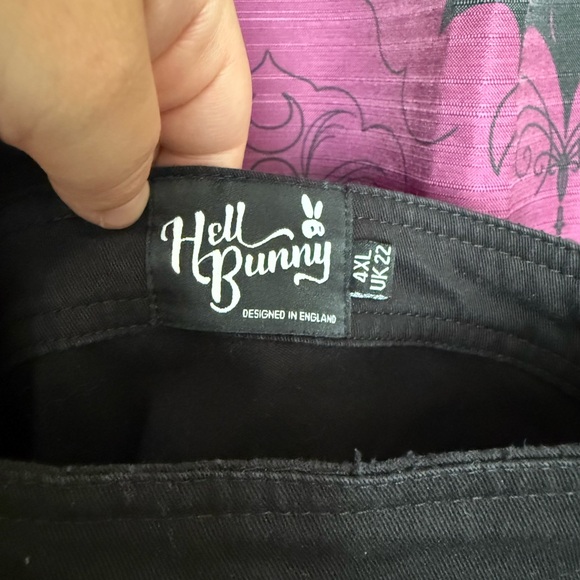 Hell
Bunny
DESIGNED IN ENGLAND
4XL
UK22